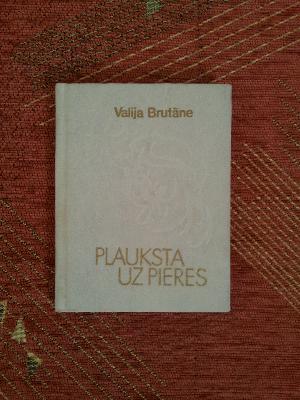 Valija Brutāne
PLAUKSTA
UZ PIERES